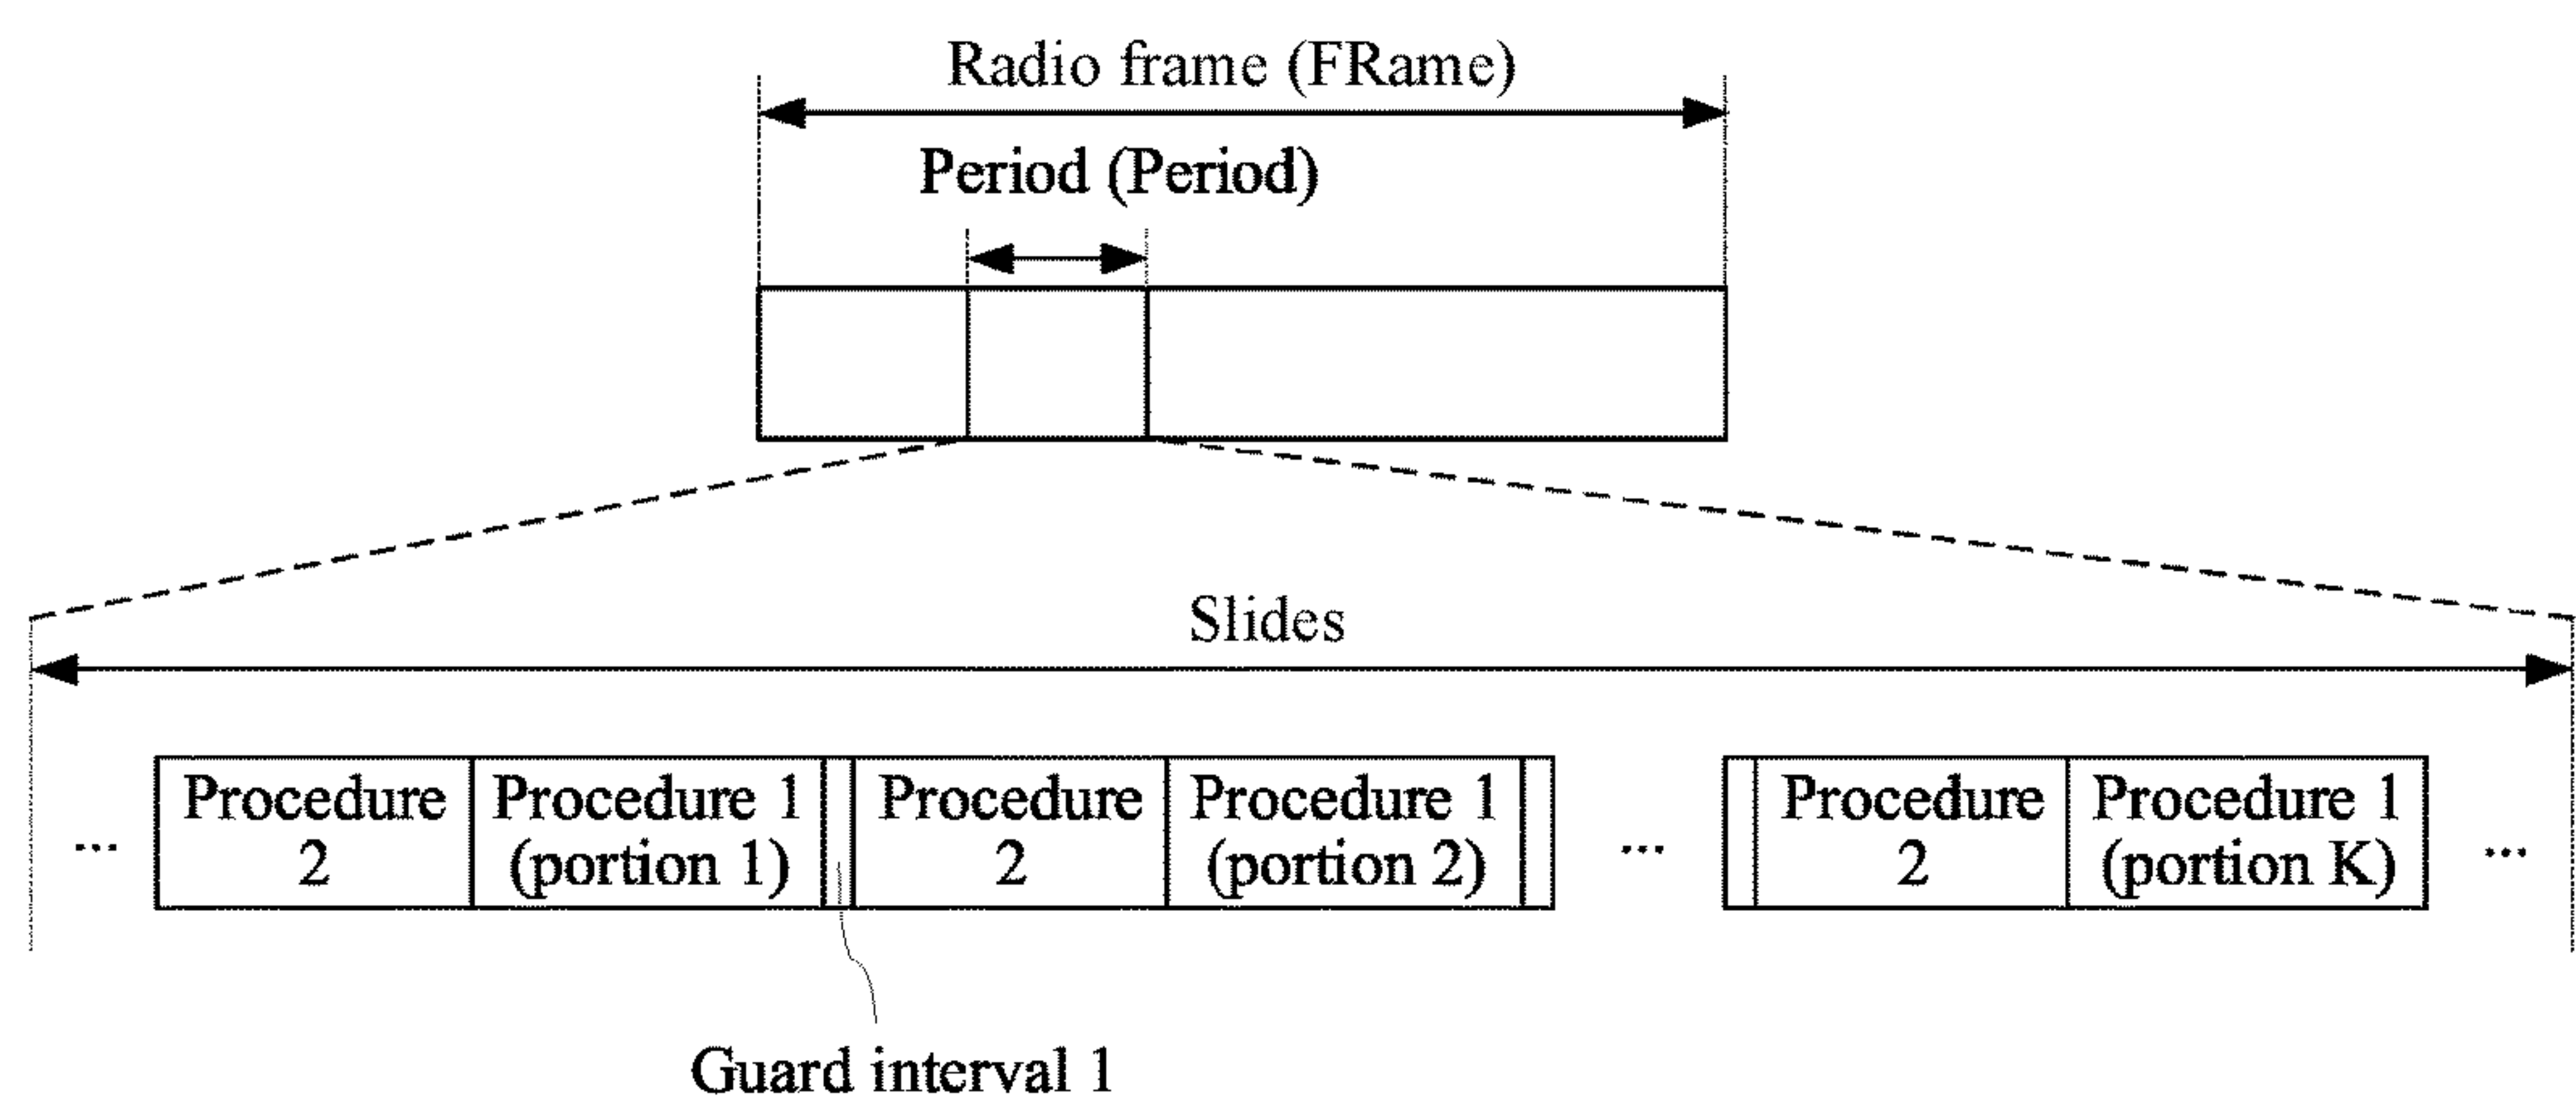 Radio frame (FRame)
Period (Period)
Slides
... Procedure Procedure 1 Procedure Procedure 1 ... Procedure Procedure 1 ...
2 (portion 1) 2 (portion 2) 2 (portion K)
Guard interval 1